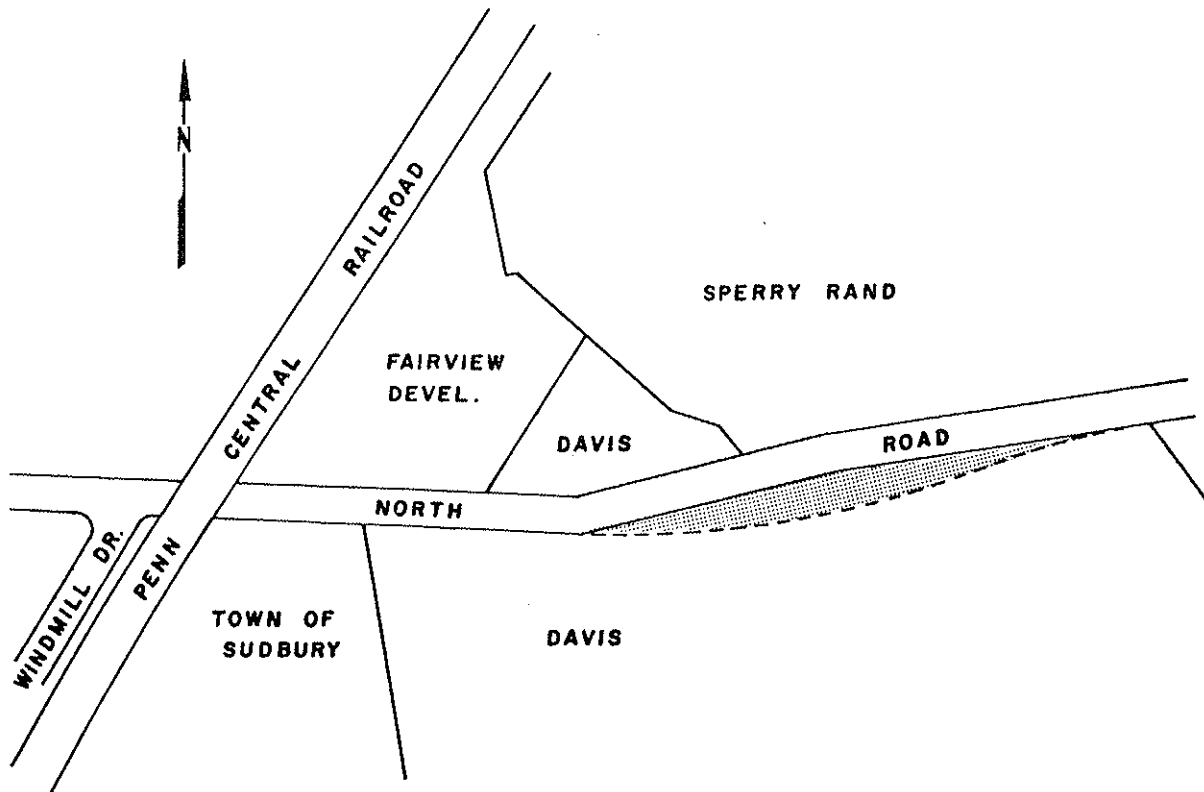 N
PENN CENTRAL RAILROAD
SPERRY RAND
FAIRVIEW
DEVEL.
DAVIS
NORTH ROAD
WINDMILL DR.
TOWN OF
SUDBURY
DAVIS